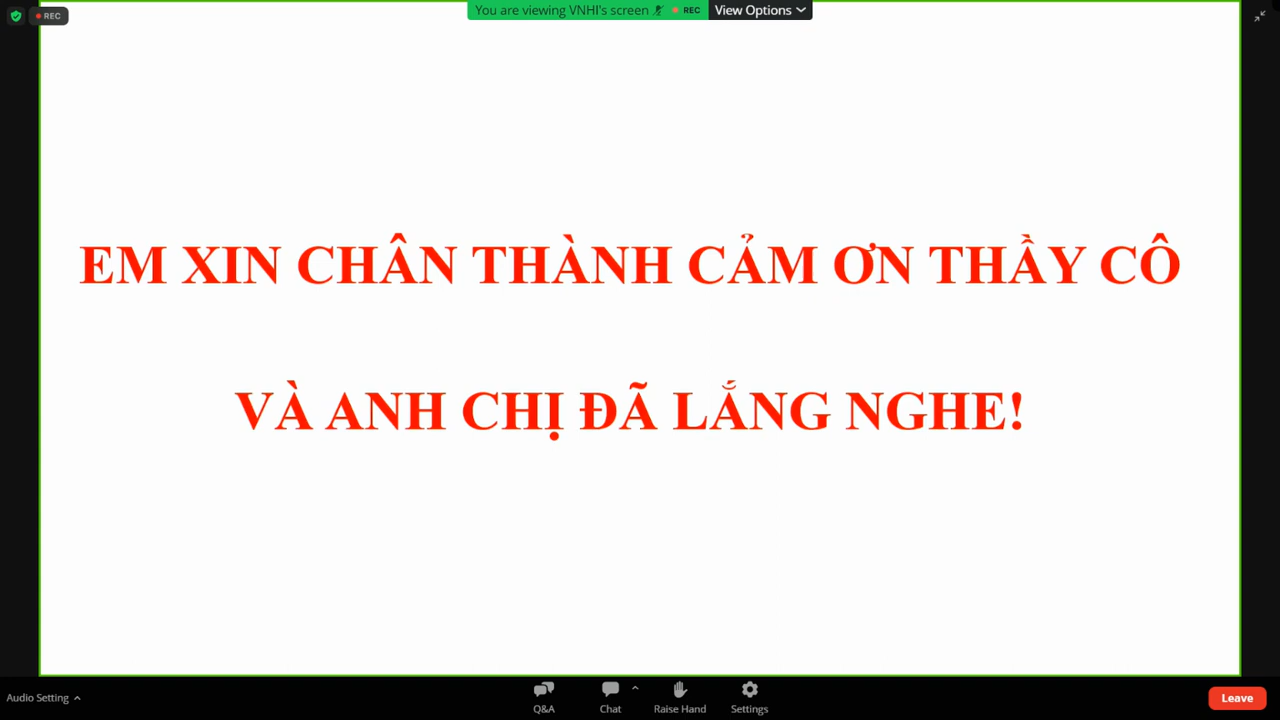 REC
You are viewing VNHI's screen REC View Options
EM XIN CHÂN THÀNH CẢM ƠN THẦY CÔ
VÀ ANH CHỊ ĐÃ LẮNG NGHE!
Audio Setting
Q&A
Chat
Raise Hand
Settings
Leave